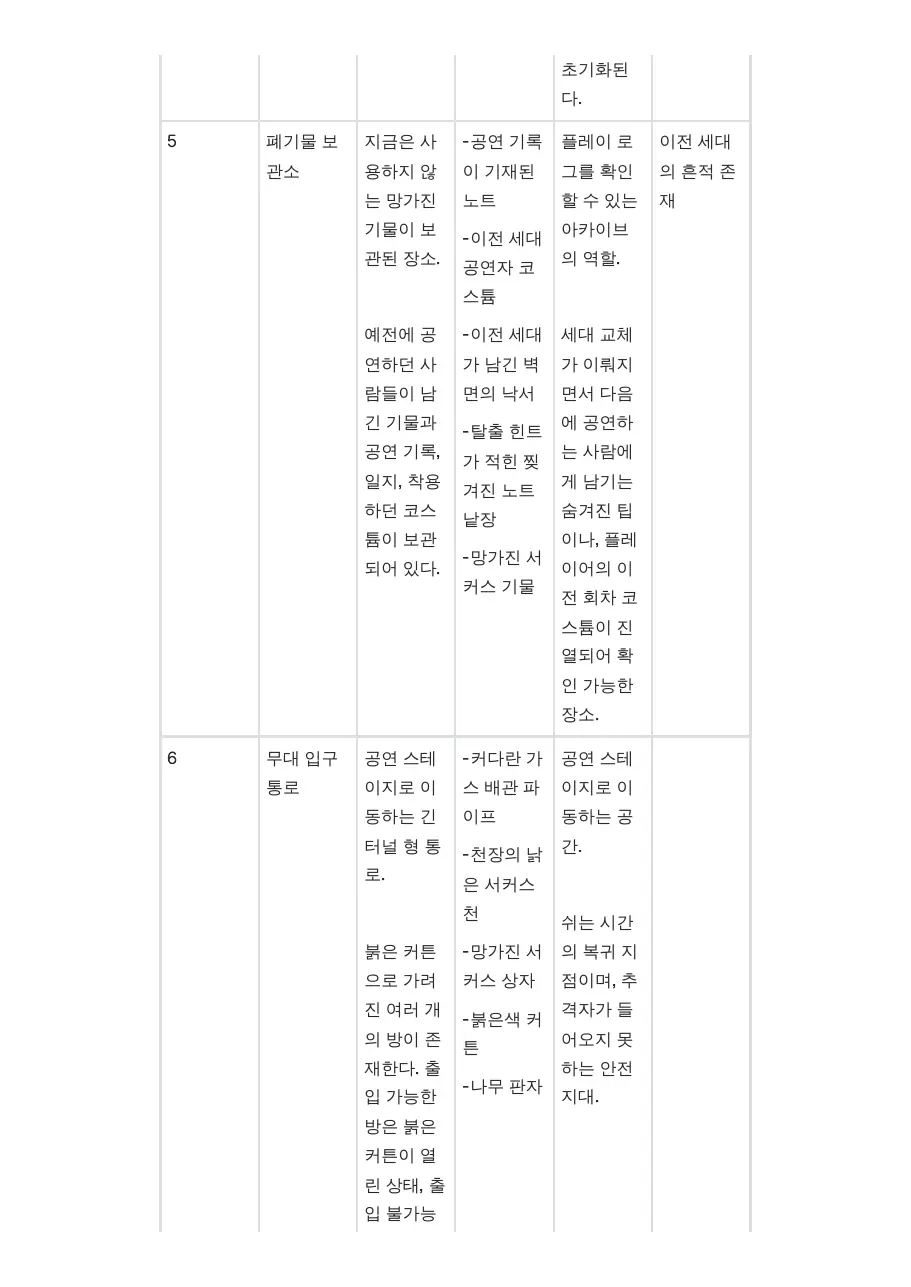 초기화된
다.
5
폐기물 보
관소
지금은 사
용하지 않
는 망가진
기물이 보
관된 장소.
예전에 공
연하던 사
람들이 남
긴 기물과
공연 기록,
일지, 착용
하던 코스
튬이 보관
되어 있다.
-공연 기록
이 기재된
노트
-이전 세대
공연자 코
스튬
-이전 세대
가 남긴 벽
면의 낙서
-탈출 힌트
가 적힌 찢
겨진 노트
낱장
-망가진 서
커스 기물
플레이 로
그를 확인
할 수 있는
아카이브
의 역할.
세대 교체
가 이뤄지
면서 다음
에 공연하
는 사람에
게 남기는
숨겨진 팁
이나, 플레
이어의 이
전 회차 코
스튬이 진
열되어 확
인 가능한
장소.
이전 세대
의 흔적 존
재
6
무대 입구
통로
공연 스테
이지로 이
동하는 긴
터널 형 통
로.
붉은 커튼
으로 가려
진 여러 개
의 방이 존
재한다. 출
입 가능한
방은 붉은
커튼이 열
린 상태, 출
입 불가능
-커다란 가
스 배관 파
이프
-천장의 낡
은 서커스
천
-망가진 서
커스 상자
-붉은색 커
튼
-나무 판자
공연 스테
이지로 이
동하는 공
간.
쉬는 시간
의 복귀 지
점이며, 추
격자가 들
어오지 못
하는 안전
지대.